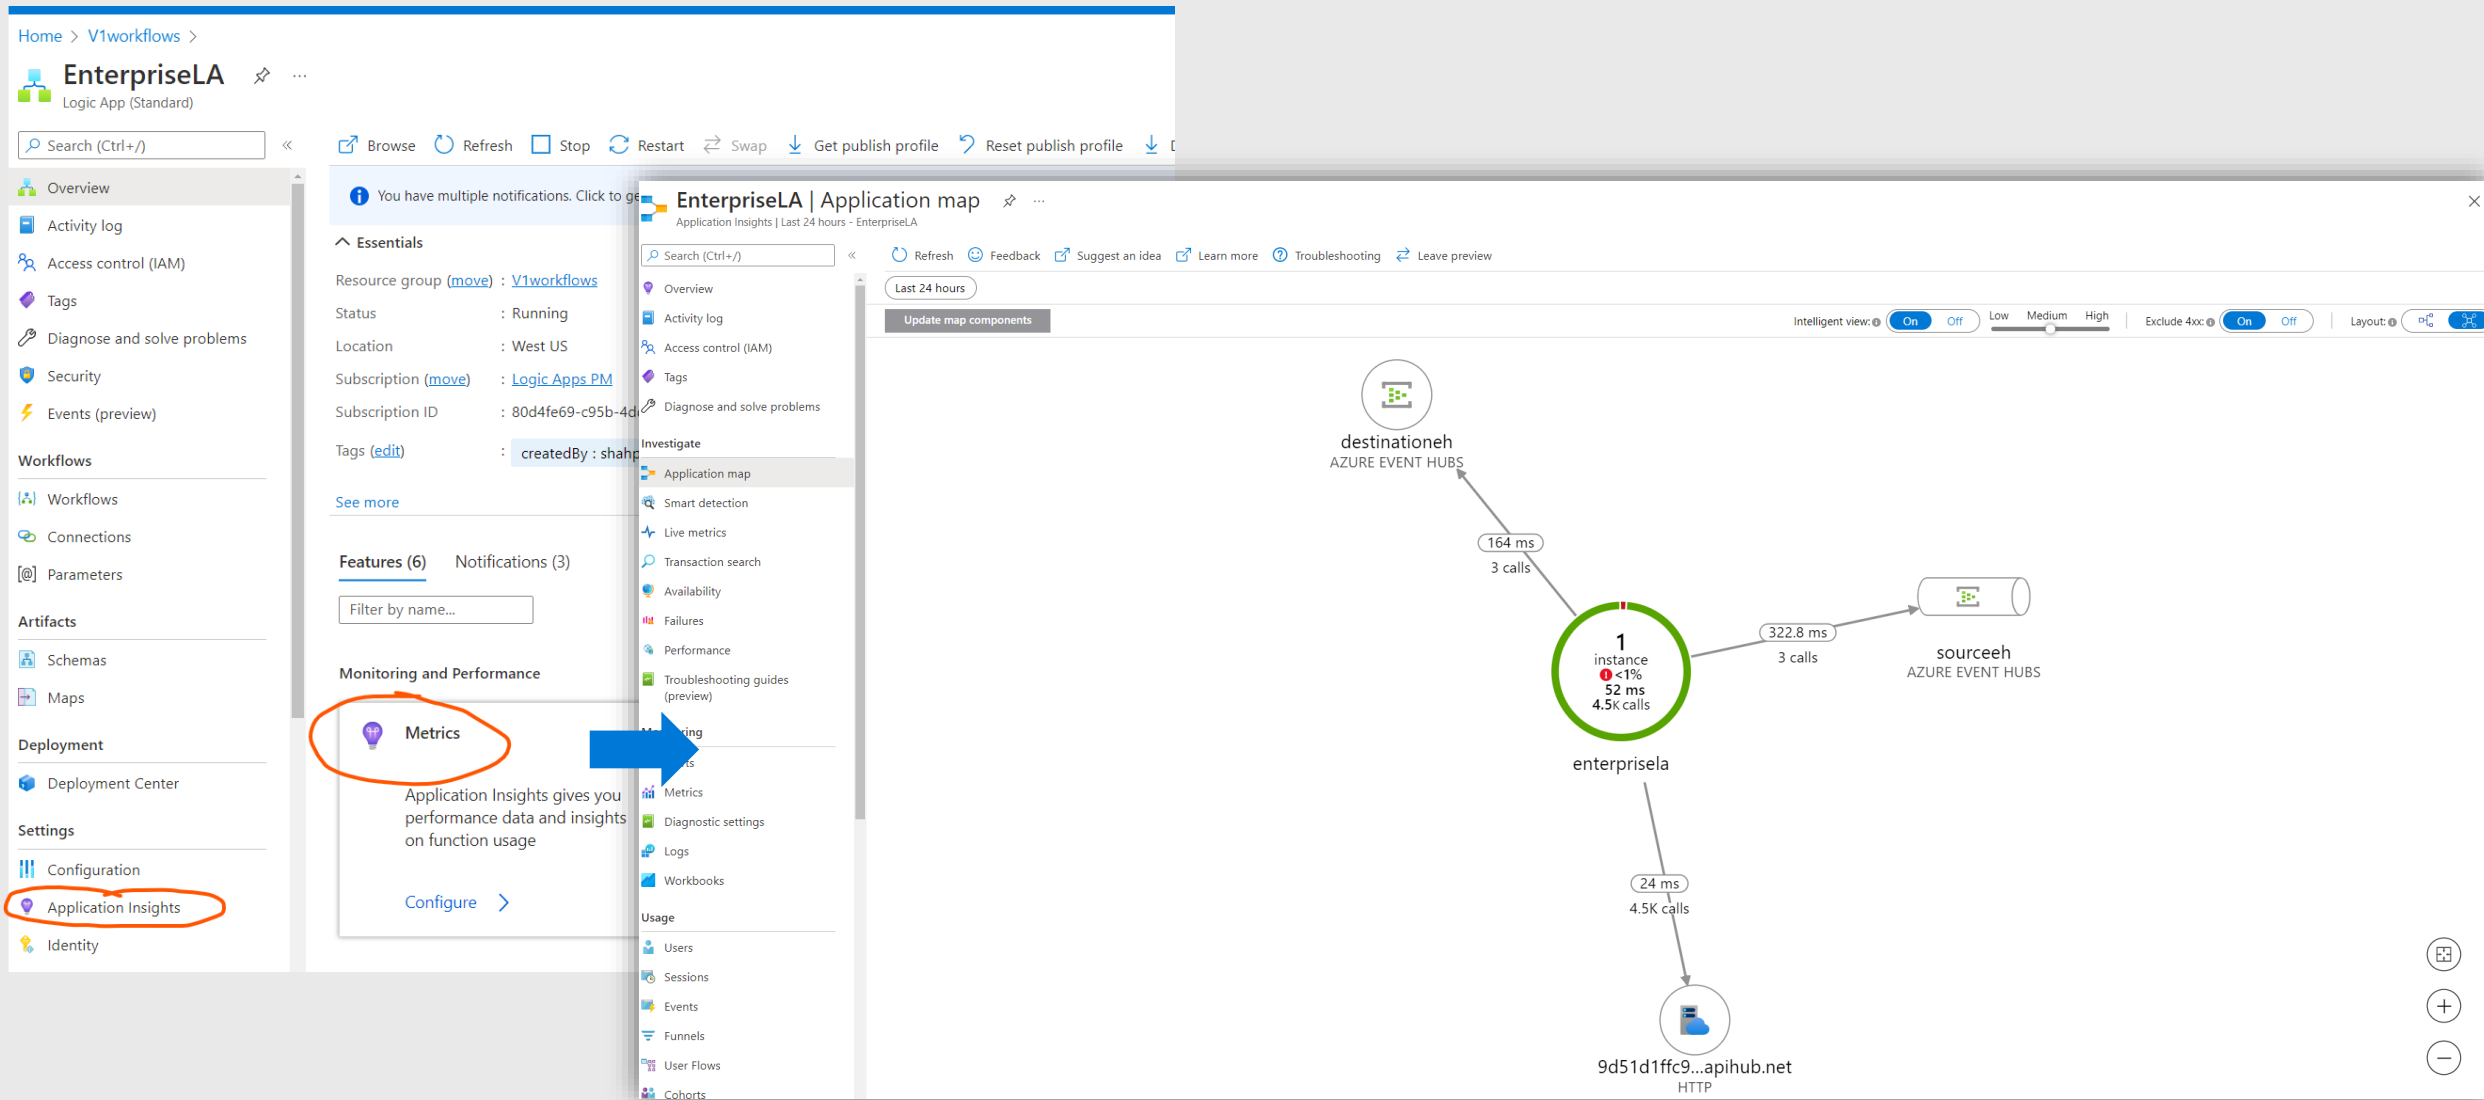 Home > V1workflows >
EnterpriseLA
Logic App (Standard)
Search (Ctrl+/)
Overview
Activity log
Access control (IAM)
Tags
Diagnose and solve problems
Security
Events (preview)
Workflows
Workflows
Connections
Parameters
Artifacts
Schemas
Maps
Deployment
Deployment Center
Settings
Configuration
Application Insights
Identity
Browse Refresh Stop Restart Swap Get publish profile Reset publish profile
You have multiple notifications. Click to ge
Essentials
Resource group (move) : V1workflows
Status : Running
Location : West US
Subscription (move) : Logic Apps PM
Subscription ID : 80d4fe69-c95b-4d
Tags (edit) : createdBy : shahp
See more
Features (6) Notifications (3)
Filter by name...
Monitoring and Performance
Metrics
Application Insights gives you
performance data and insights
on function usage
Configure >
EnterpriseLA | Application map
Application Insights | Last 24 hours - EnterpriseLA
Search (Ctrl+/)
Overview
Activity log
Access control (IAM)
Tags
Diagnose and solve problems
Investigate
Application map
Smart detection
Live metrics
Transaction search
Availability
Failures
Performance
Troubleshooting guides
(preview)
Metrics
Diagnostic settings
Logs
Workbooks
Usage
Users
Sessions
Events
Funnels
User Flows
Cohorts
Refresh Feedback Suggest an idea Learn more Troubleshooting Leave preview
Last 24 hours
Update map components
Intelligent view: On Off Low Medium High Exclude 4xx: On Off Layout:
destinationeh
AZURE EVENT HUBS
164 ms
3 calls
322.8 ms
3 calls
sourceeh
AZURE EVENT HUBS
1
instance
<1%
52 ms
4.5K calls
enterprisela
24 ms
4.5K calls
9d51d1ffc9...apihub.net
HTTP